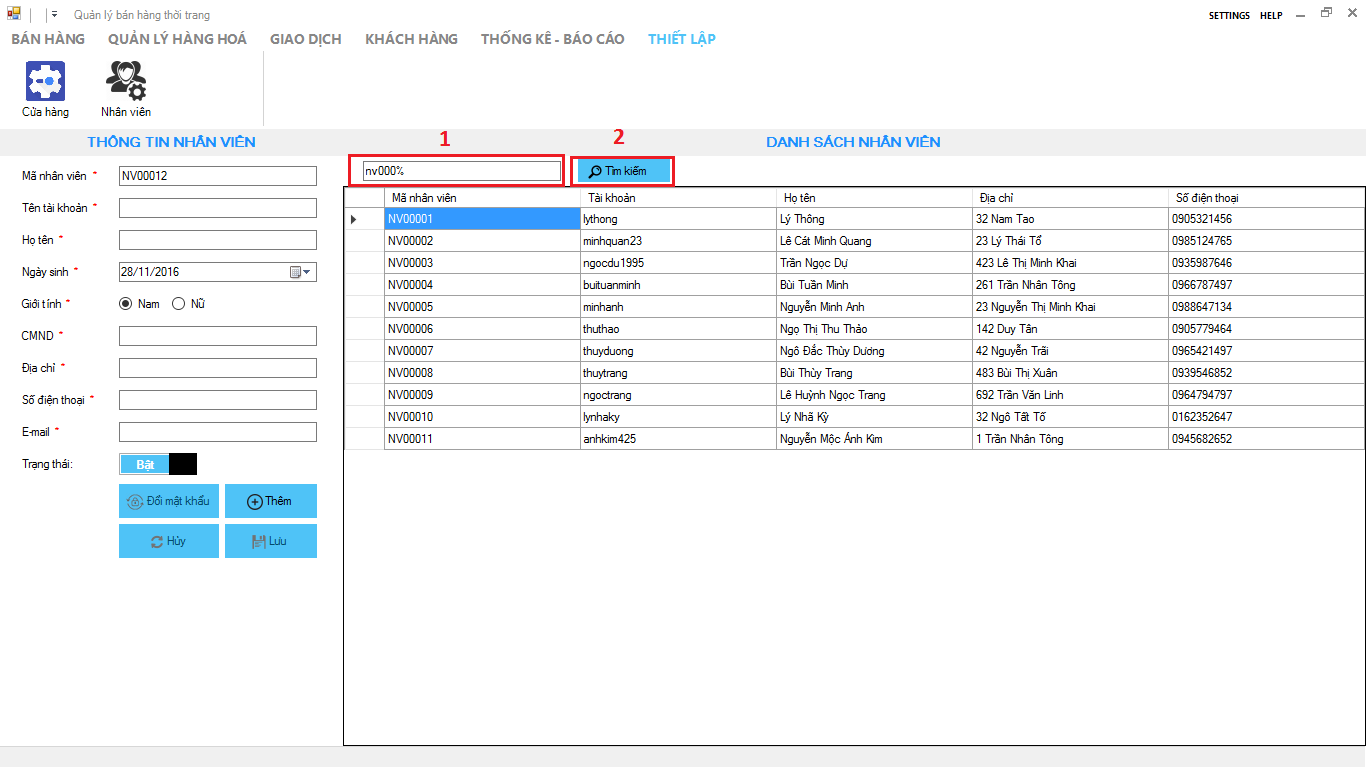 Quản lý bán hàng thời trang
SETTINGS HELP
BÁN HÀNG QUẢN LÝ HÀNG HOÁ GIAO DỊCH KHÁCH HÀNG THỐNG KÊ - BÁO CÁO THIẾT LẬP
Cửa hàng Nhân viên
THÔNG TIN NHÂN VIÊN 1 2 DANH SÁCH NHÂN VIÊN
nv000% Tìm kiếm
Mã nhân viên * NV00012
Tên tài khoản *
Họ tên *
Ngày sinh * 28/11/2016
Giới tính * Nam Nữ
CMND *
Địa chỉ *
Số điện thoại *
E-mail *
Trạng thái: Bật
Đổi mật khẩu Thêm
Hủy Lưu
Mã nhân viên Tài khoản Họ tên Địa chỉ Số điện thoại
NV00001 lythong Lý Thông 32 Nam Tao 0905321456
NV00002 minhquan23 Lê Cát Minh Quang 23 Lý Thái Tổ 0985124765
NV00003 ngocdu1995 Trần Ngọc Dự 423 Lê Thị Minh Khai 0935987646
NV00004 buituanminh Bùi Tuấn Minh 261 Trần Nhân Tông 0966787497
NV00005 minhanh Nguyễn Minh Anh 23 Nguyễn Thị Minh Khai 0988647134
NV00006 thuthao Ngọ Thị Thu Thảo 142 Duy Tân 0905779464
NV00007 thuyduong Ngô Đắc Thùy Dương 42 Nguyễn Trãi 0965421497
NV00008 thuytrang Bùi Thùy Trang 483 Bùi Thị Xuân 0939546852
NV00009 ngoctrang Lê Huỳnh Ngọc Trang 692 Trần Văn Linh 0964794797
NV00010 lynhaky Lý Nhã Kỳ 32 Ngô Tất Tố 0162352647
NV00011 anhkim425 Nguyễn Mộc Ánh Kim 1 Trần Nhân Tông 0945682652